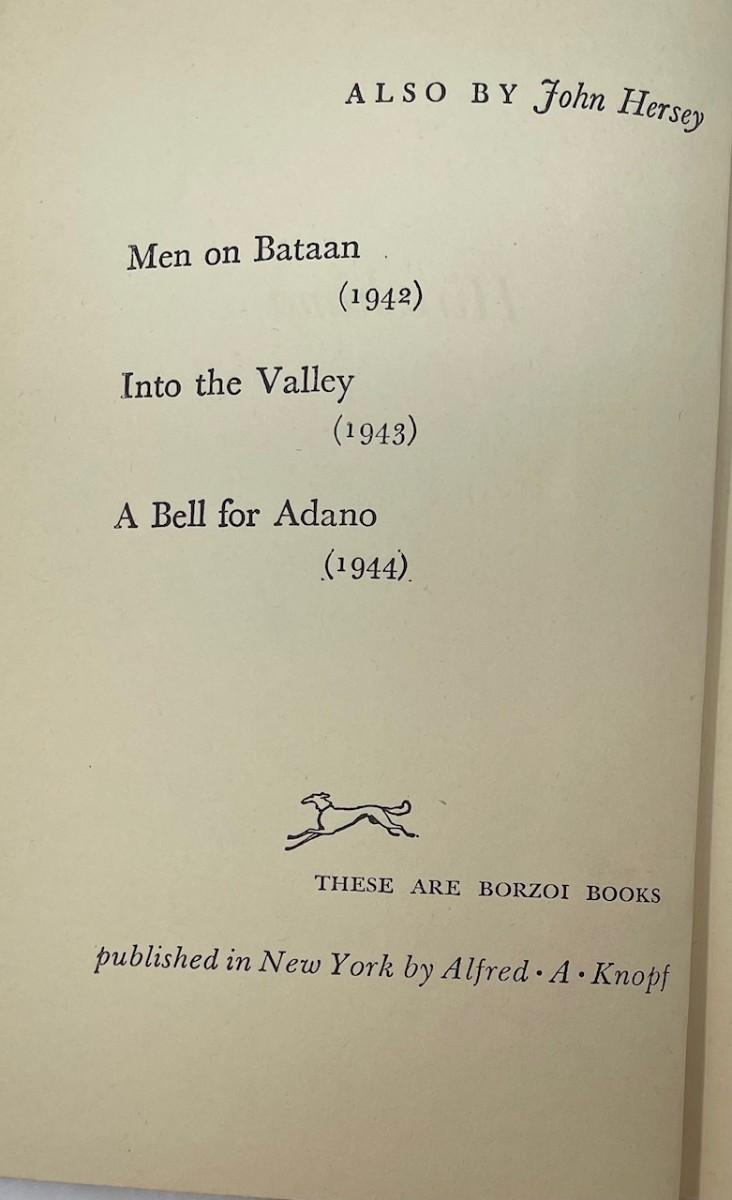 ALSO BY John Hersey
Men on Bataan
(1942)
Into the Valley
(1943)
A Bell for Adano
(1944)
THESE ARE BORZOI BOOKS
published in New York by Alfred · A · Knopf